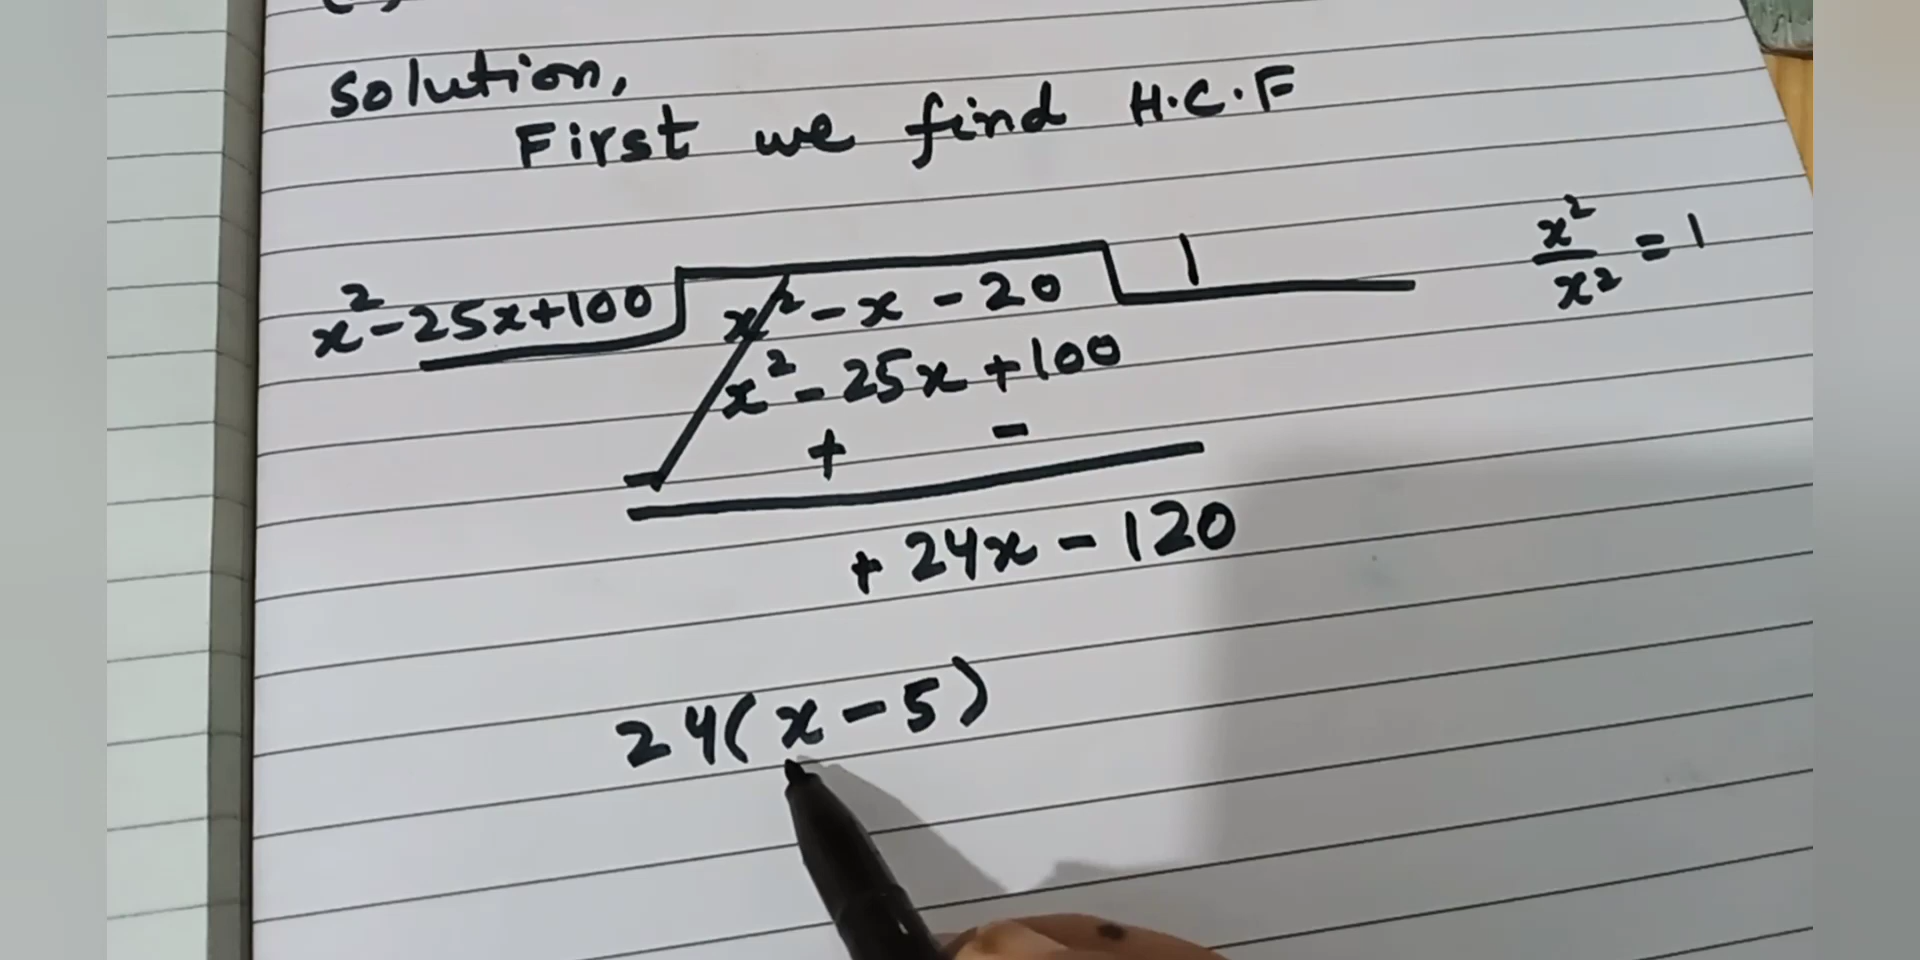 Solution,
First we find H.C.F
x² - 25x + 100 x² - x - 20 1
x²/x² = 1
x² - 25x + 100
- + -
+ 24x - 120
24(x - 5)